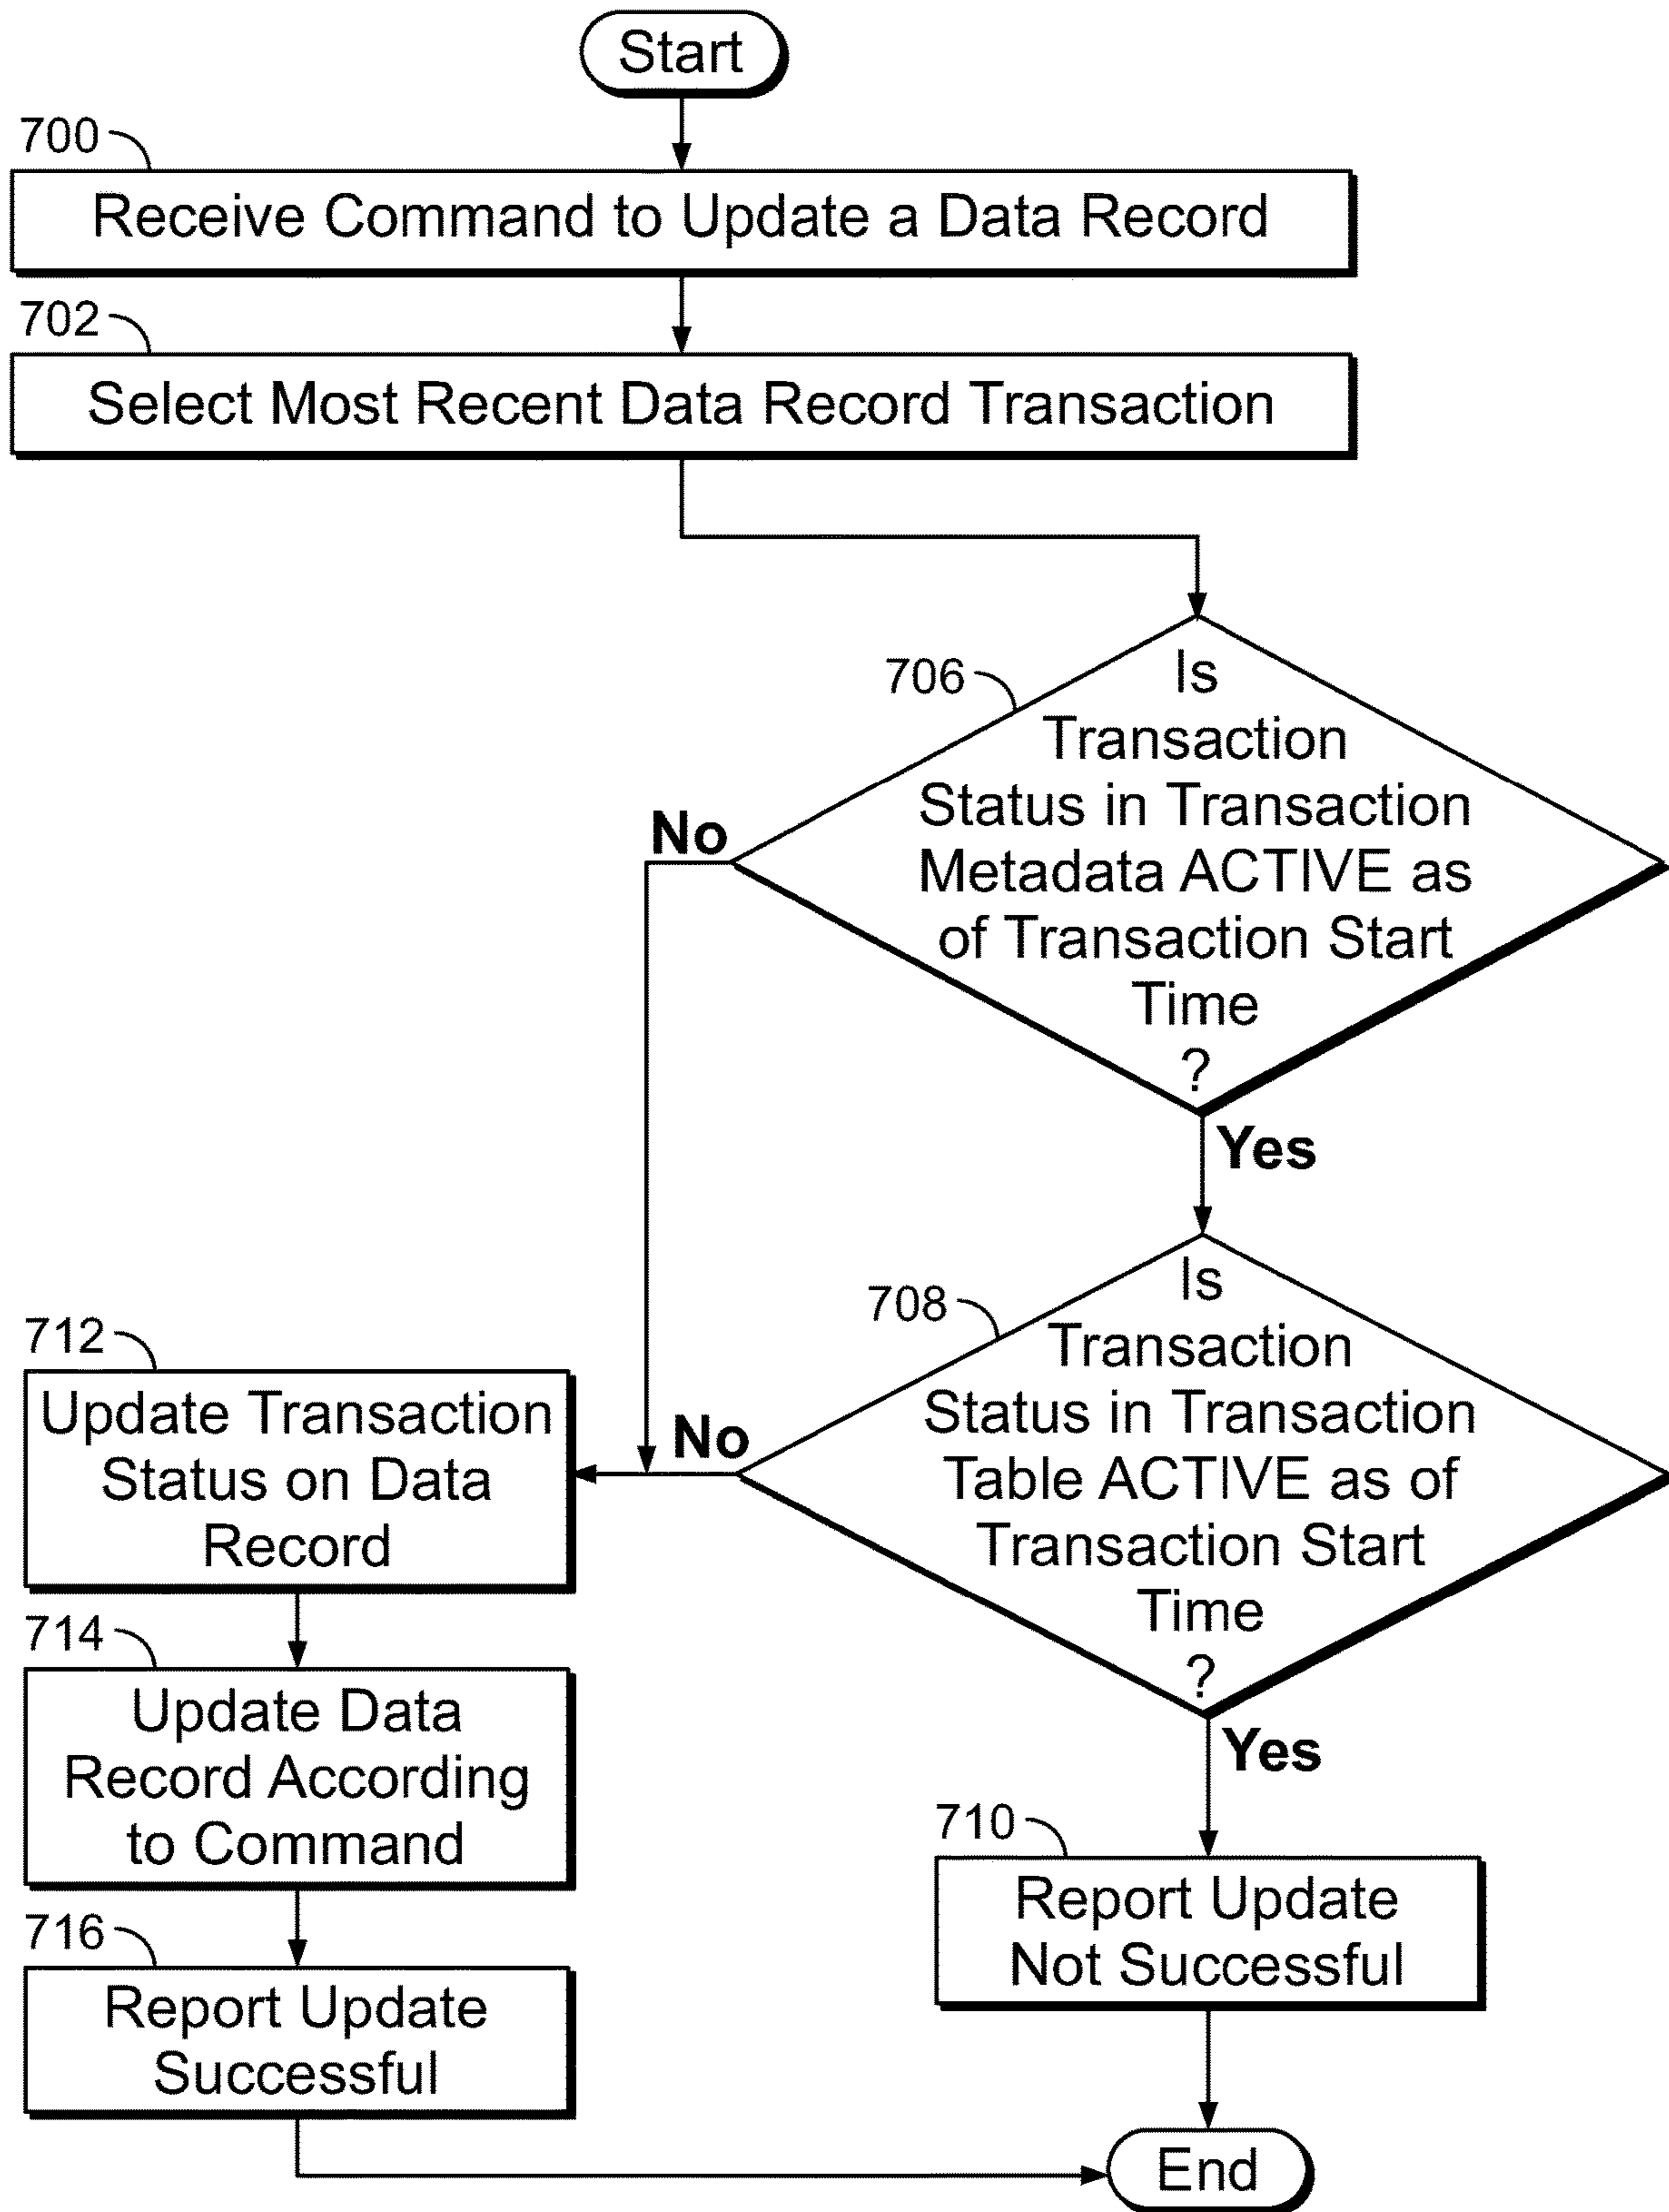 Start
700
Receive Command to Update a Data Record
702
Select Most Recent Data Record Transaction
706
Is
Transaction
Status in Transaction
Metadata ACTIVE as
of Transaction Start
Time
?
No
Yes
708
Is
Transaction
Status in Transaction
Table ACTIVE as of
Transaction Start
Time
?
No
Yes
712
Update Transaction
Status on Data
Record
714
Update Data
Record According
to Command
716
Report Update
Successful
710
Report Update
Not Successful
End